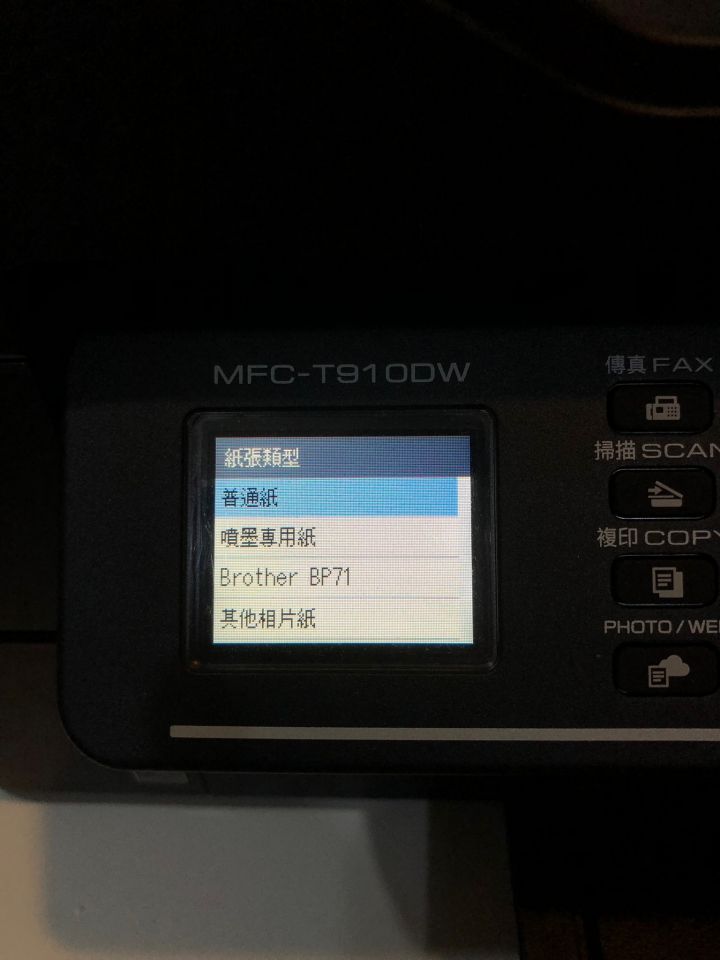 MFC-T910DW
紙張類型
普通紙
噴墨專用紙
Brother BP71
其他相片紙
傳真 FAX
掃描 SCAN
複印 COPY
PHOTO / WEB